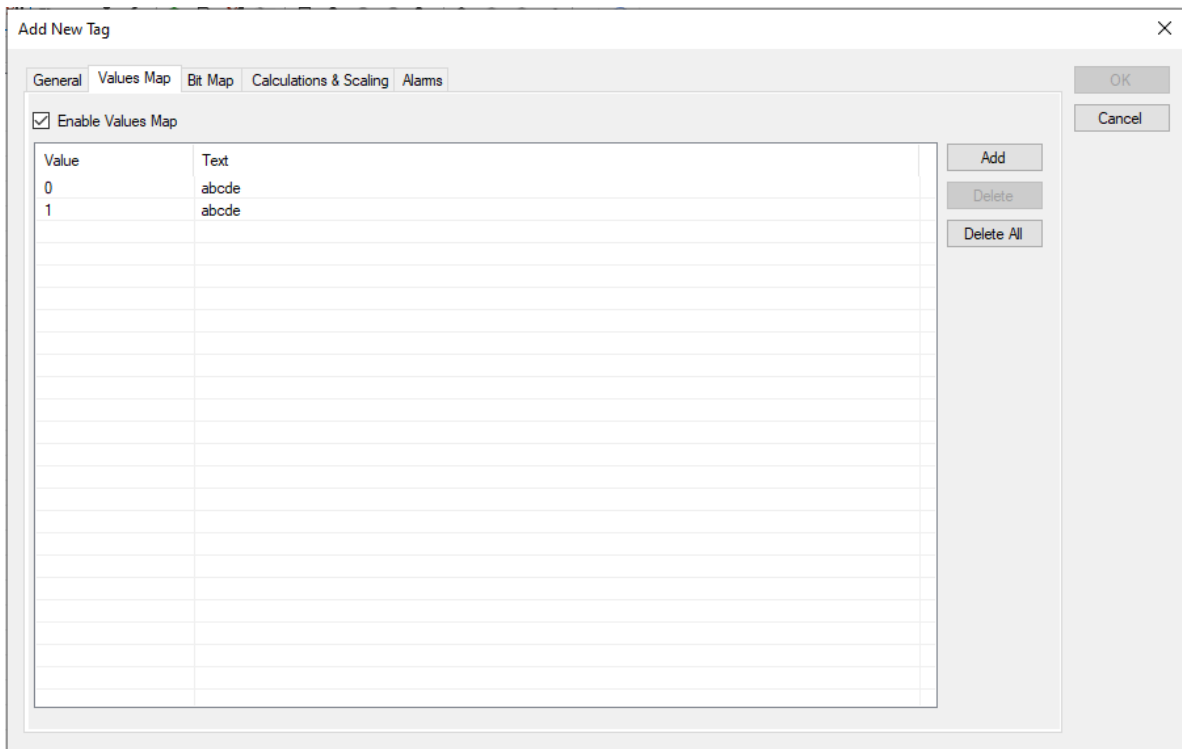 Add New Tag
General Values Map Bit Map Calculations & Scaling Alarms
OK
Enable Values Map
Cancel
Value Text
Add
0 abcde
Delete
1 abcde
Delete All